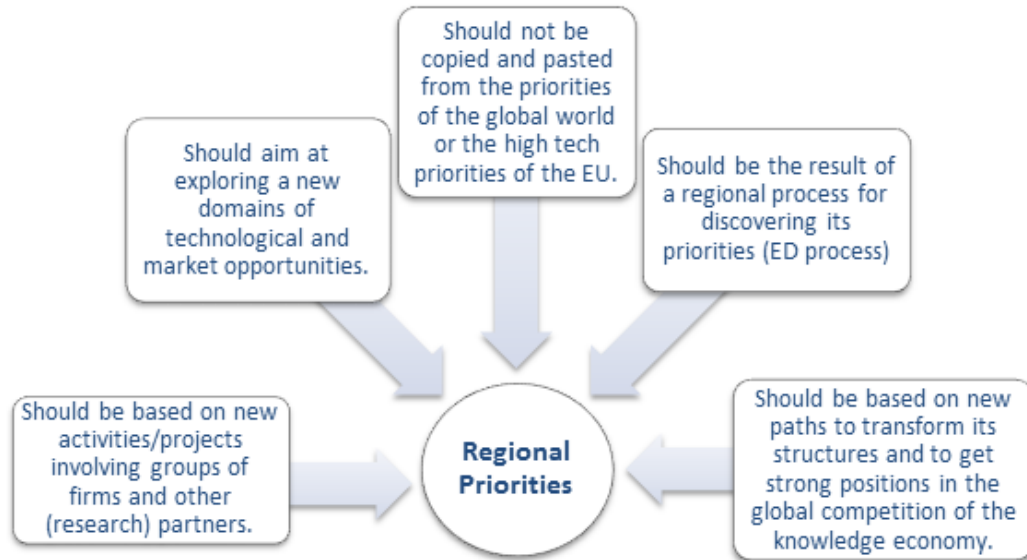 Should not be
copied and pasted
from the priorities
of the global world
or the high tech
priorities of the EU.
Should aim at
exploring a new
domains of
technological and
market opportunities.
Should be the result of
a regional process for
discovering its
priorities (ED process)
Should be based on new
activities/projects
involving groups of
firms and other
(research) partners.
Regional
Priorities
Should be based on new
paths to transform its
structures and to get
strong positions in the
global competition of the
knowledge economy.